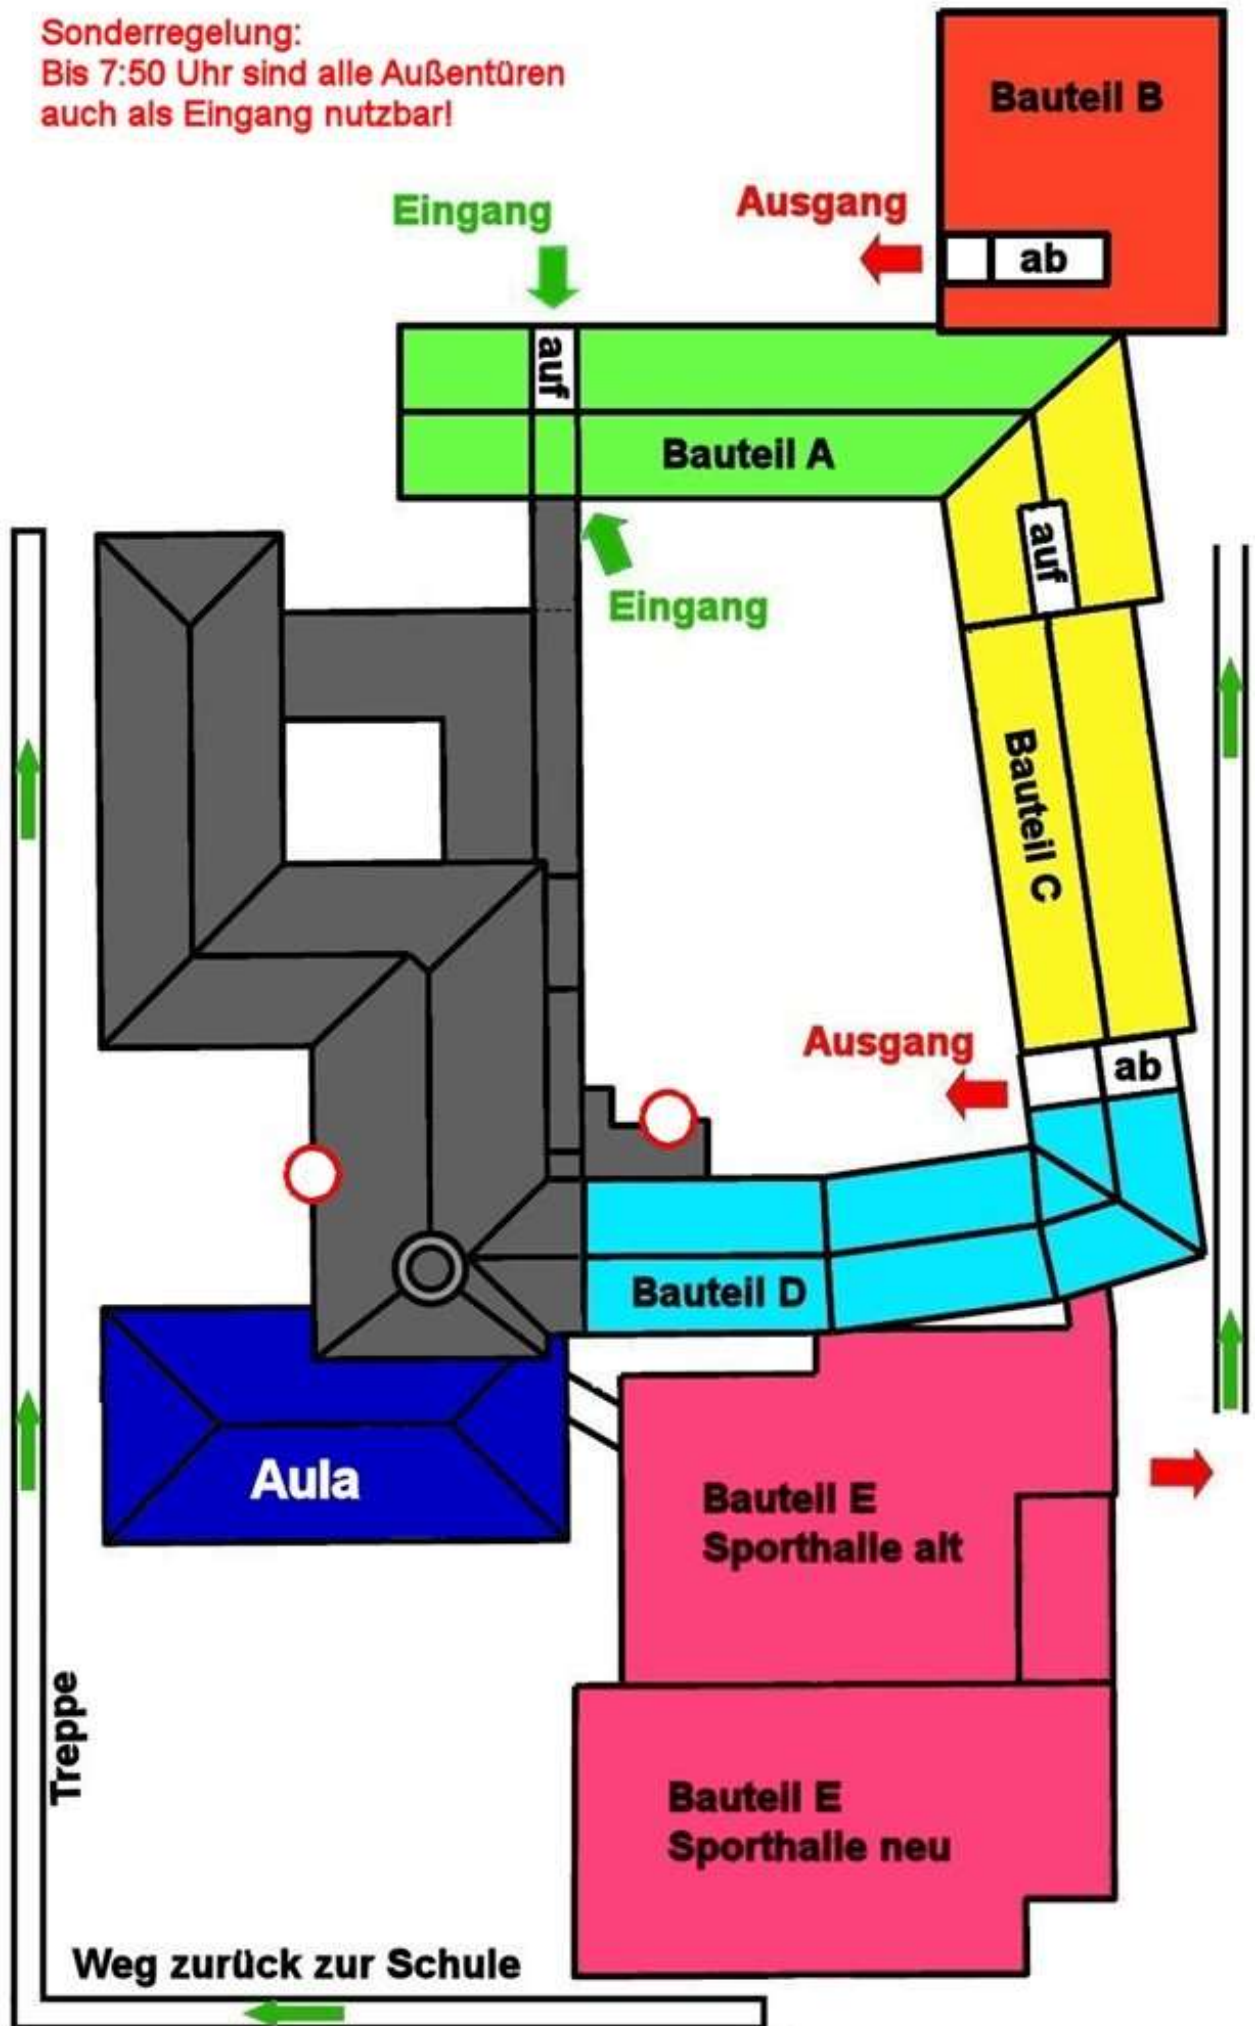 Sonderregelung:
Bis 7:50 Uhr sind alle Außentüren
auch als Eingang nutzbar!
Bauteil B
Eingang
Ausgang
ab
auf
Bauteil A
auf
Eingang
Bauteil C
Ausgang
ab
Bauteil D
Aula
Bauteil E
Sporthalle alt
Treppe
Bauteil E
Sporthalle neu
Weg zurück zur Schule